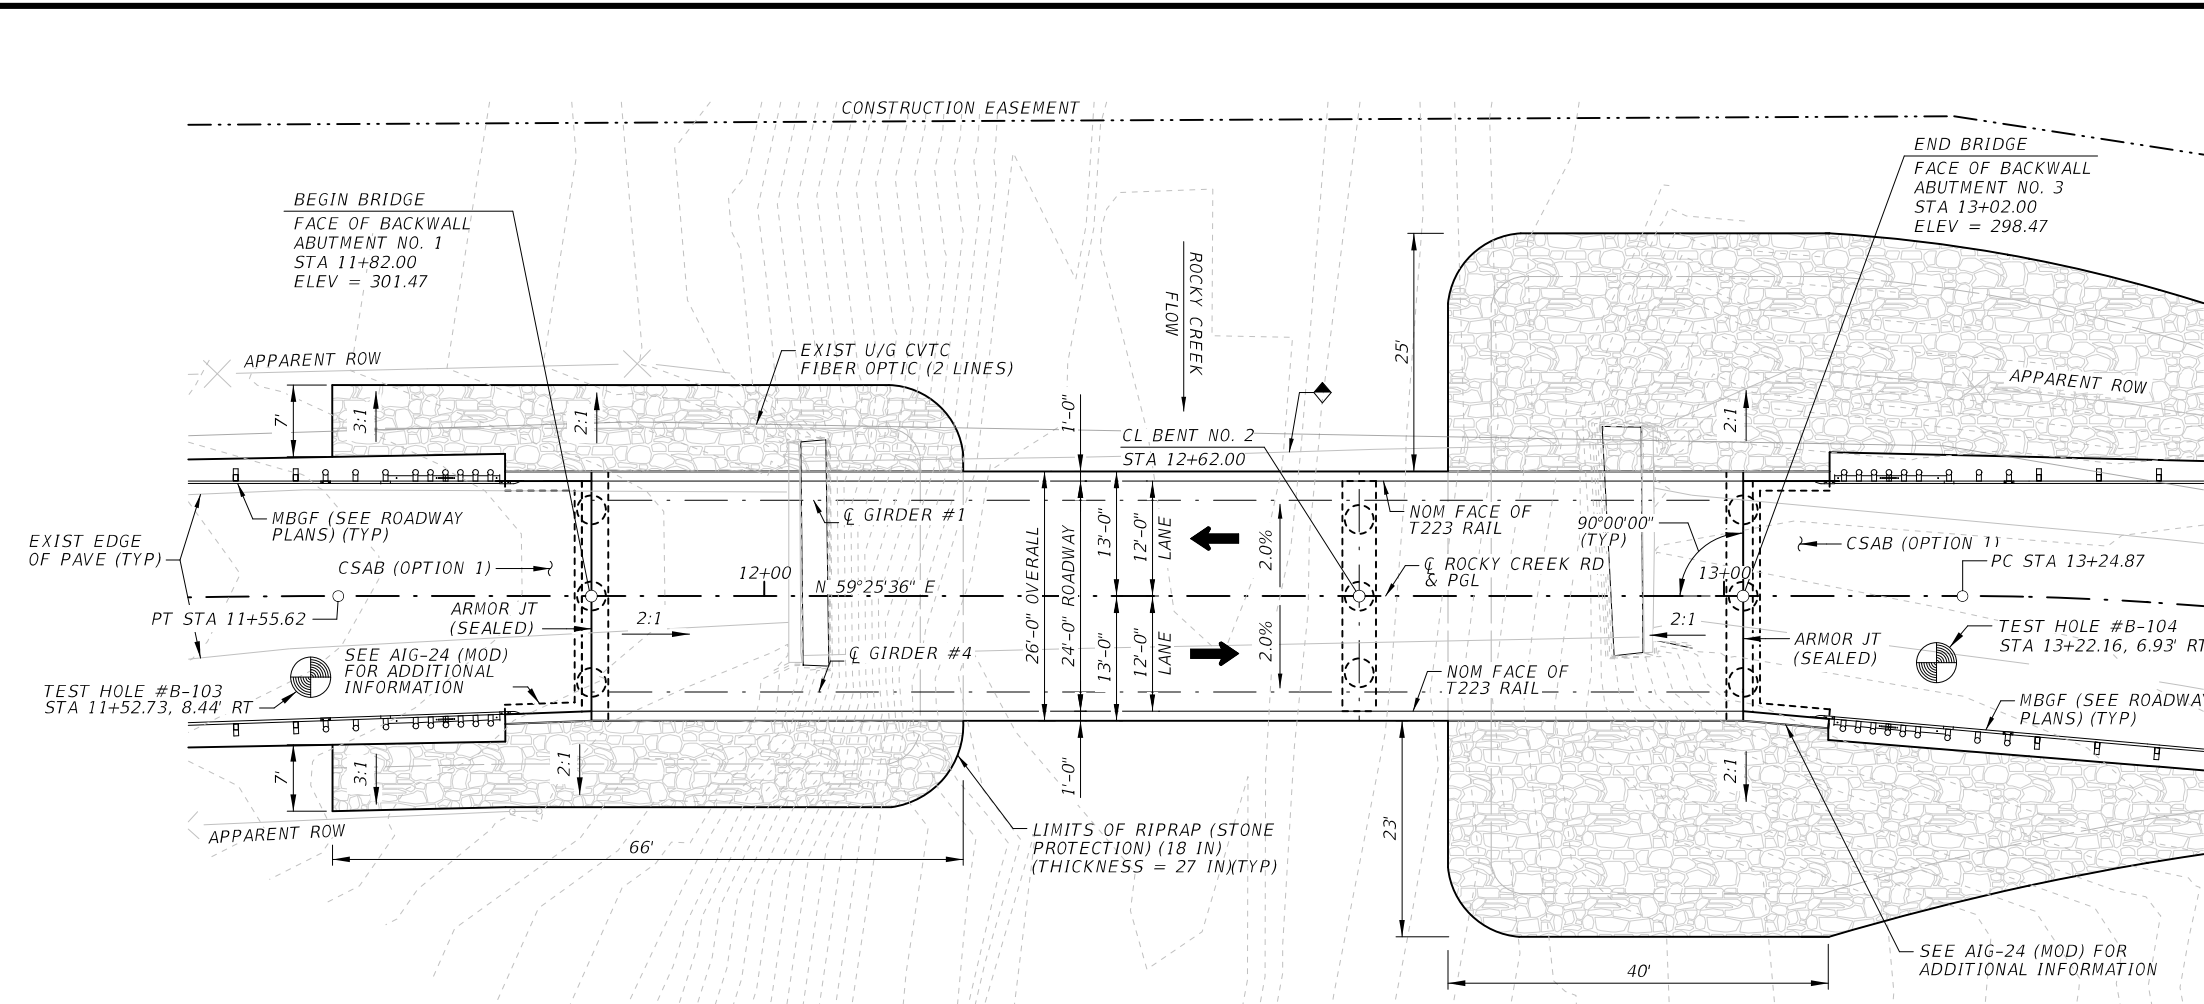 CONSTRUCTION EASEMENT
END BRIDGE
FACE OF BACKWALL
ABUTMENT NO. 3
STA 13+02.00
ELEV = 298.47
BEGIN BRIDGE
FACE OF BACKWALL
ABUTMENT NO. 1
STA 11+82.00
ELEV = 301.47
ROCKY CREEK
FLOW
25'
APPARENT ROW
EXIST U/G CVTC
FIBER OPTIC (2 LINES)
APPARENT ROW
7'
3:1
2:1
1'-0"
2:1
CL BENT NO. 2
STA 12+62.00
MBGF (SEE ROADWAY
PLANS) (TYP)
℄ GIRDER #1
NOM FACE OF
T223 RAIL
90°00'00"
(TYP)
EXIST EDGE
OF PAVE (TYP)
CSAB (OPTION 1)
12+00
N 59°25'36" E
26'-0" OVERALL
24'-0" ROADWAY
13'-0"
12'-0"
LANE
2.0%
℄ ROCKY CREEK RD
& PGL
13+00
CSAB (OPTION 1)
PC STA 13+24.87
PT STA 11+55.62
ARMOR JT
(SEALED)
2:1
2:1
ARMOR JT
(SEALED)
TEST HOLE #B-104
STA 13+22.16, 6.93' RT
SEE AIG-24 (MOD)
FOR ADDITIONAL
INFORMATION
℄ GIRDER #4
13'-0"
12'-0"
LANE
2.0%
NOM FACE OF
T223 RAIL
TEST HOLE #B-103
STA 11+52.73, 8.44' RT
MBGF (SEE ROADWAY
PLANS) (TYP)
7'
3:1
2:1
1'-0"
2:1
APPARENT ROW
66'
LIMITS OF RIPRAP (STONE
PROTECTION) (18 IN)
(THICKNESS = 27 IN)(TYP)
23'
40'
SEE AIG-24 (MOD) FOR
ADDITIONAL INFORMATION